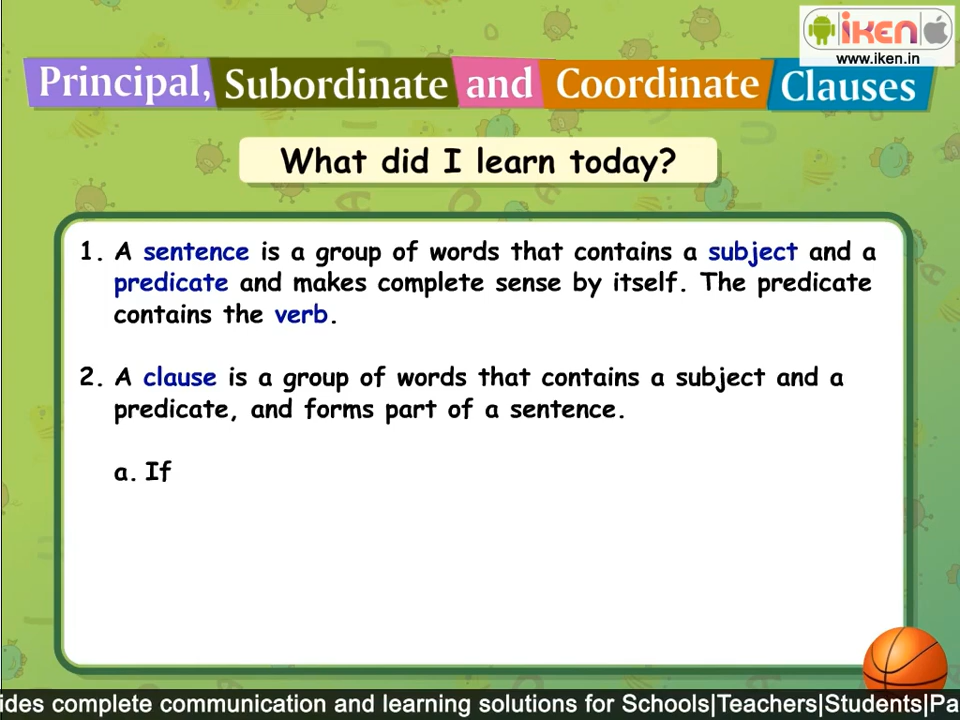 iken
www.iken.in
Principal, Subordinate and Coordinate Clauses
What did I learn today?
1. A sentence is a group of words that contains a subject and a
predicate and makes complete sense by itself. The predicate
contains the verb.
2. A clause is a group of words that contains a subject and a
predicate, and forms part of a sentence.
a. If
ides complete communication and learning solutions for Schools|Teachers|Students|Pa